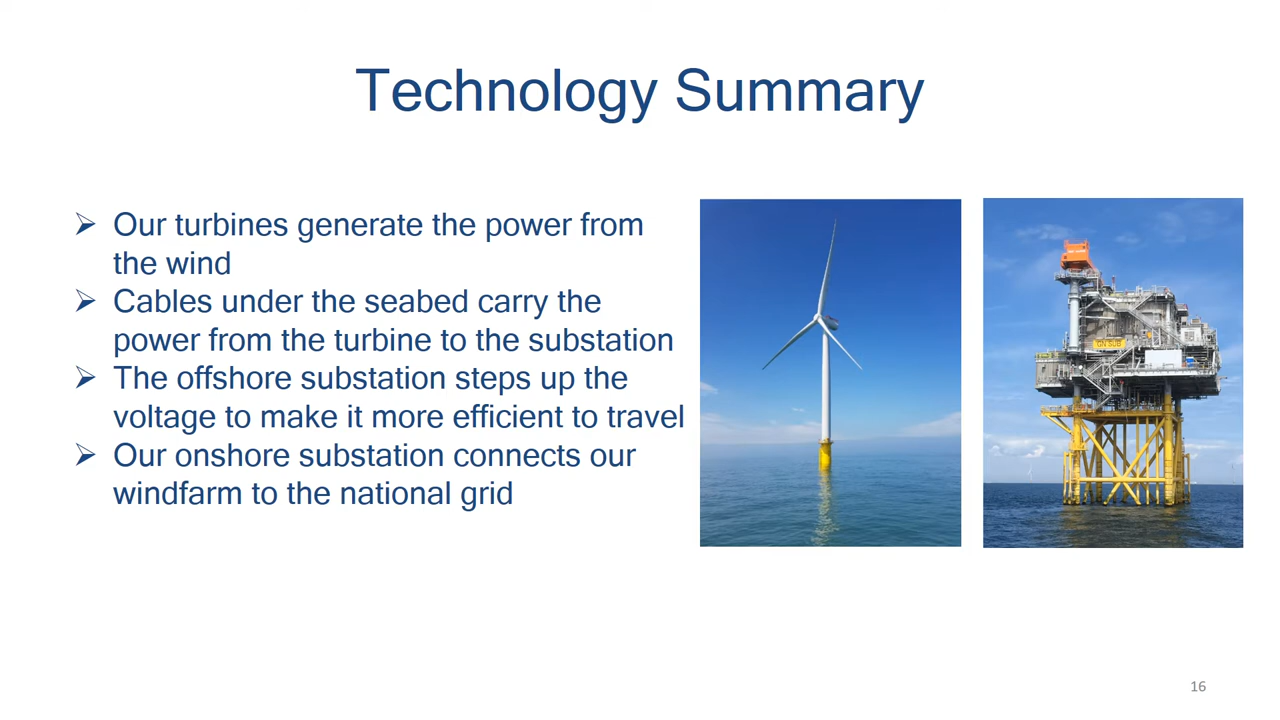 Technology Summary
➢ Our turbines generate the power from
the wind
➢ Cables under the seabed carry the
power from the turbine to the substation
➢ The offshore substation steps up the
voltage to make it more efficient to travel
➢ Our onshore substation connects our
windfarm to the national grid
GN SUB
16